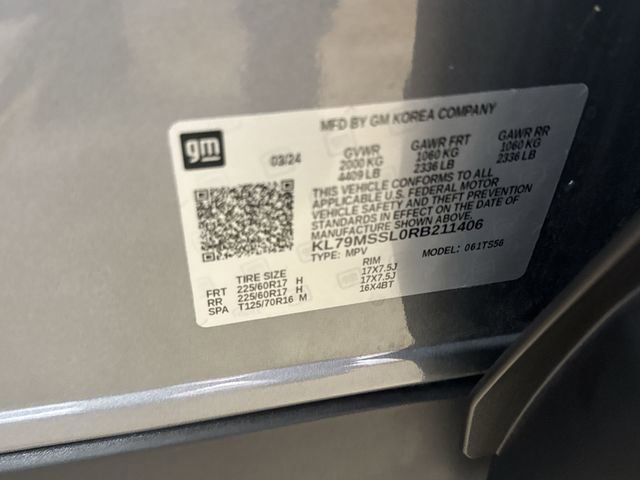 MFD BY GM KOREA COMPANY
gm
03/24
GVWR GAWR FRT GAWR RR
2000 KG 1060 KG 1060 KG
4409 LB 2336 LB 2336 LB
THIS VEHICLE CONFORMS TO ALL
APPLICABLE U.S. FEDERAL MOTOR
VEHICLE SAFETY AND THEFT PREVENTION
STANDARDS IN EFFECT ON THE DATE OF
MANUFACTURE SHOWN ABOVE.
KL79MSSL0RB211406
TYPE: MPV MODEL: 061TS56
TIRE SIZE RIM
FRT 225/60R17 H 17X7.5J
RR 225/60R17 H 17X7.5J
SPA T125/70R16 M 16X4BT